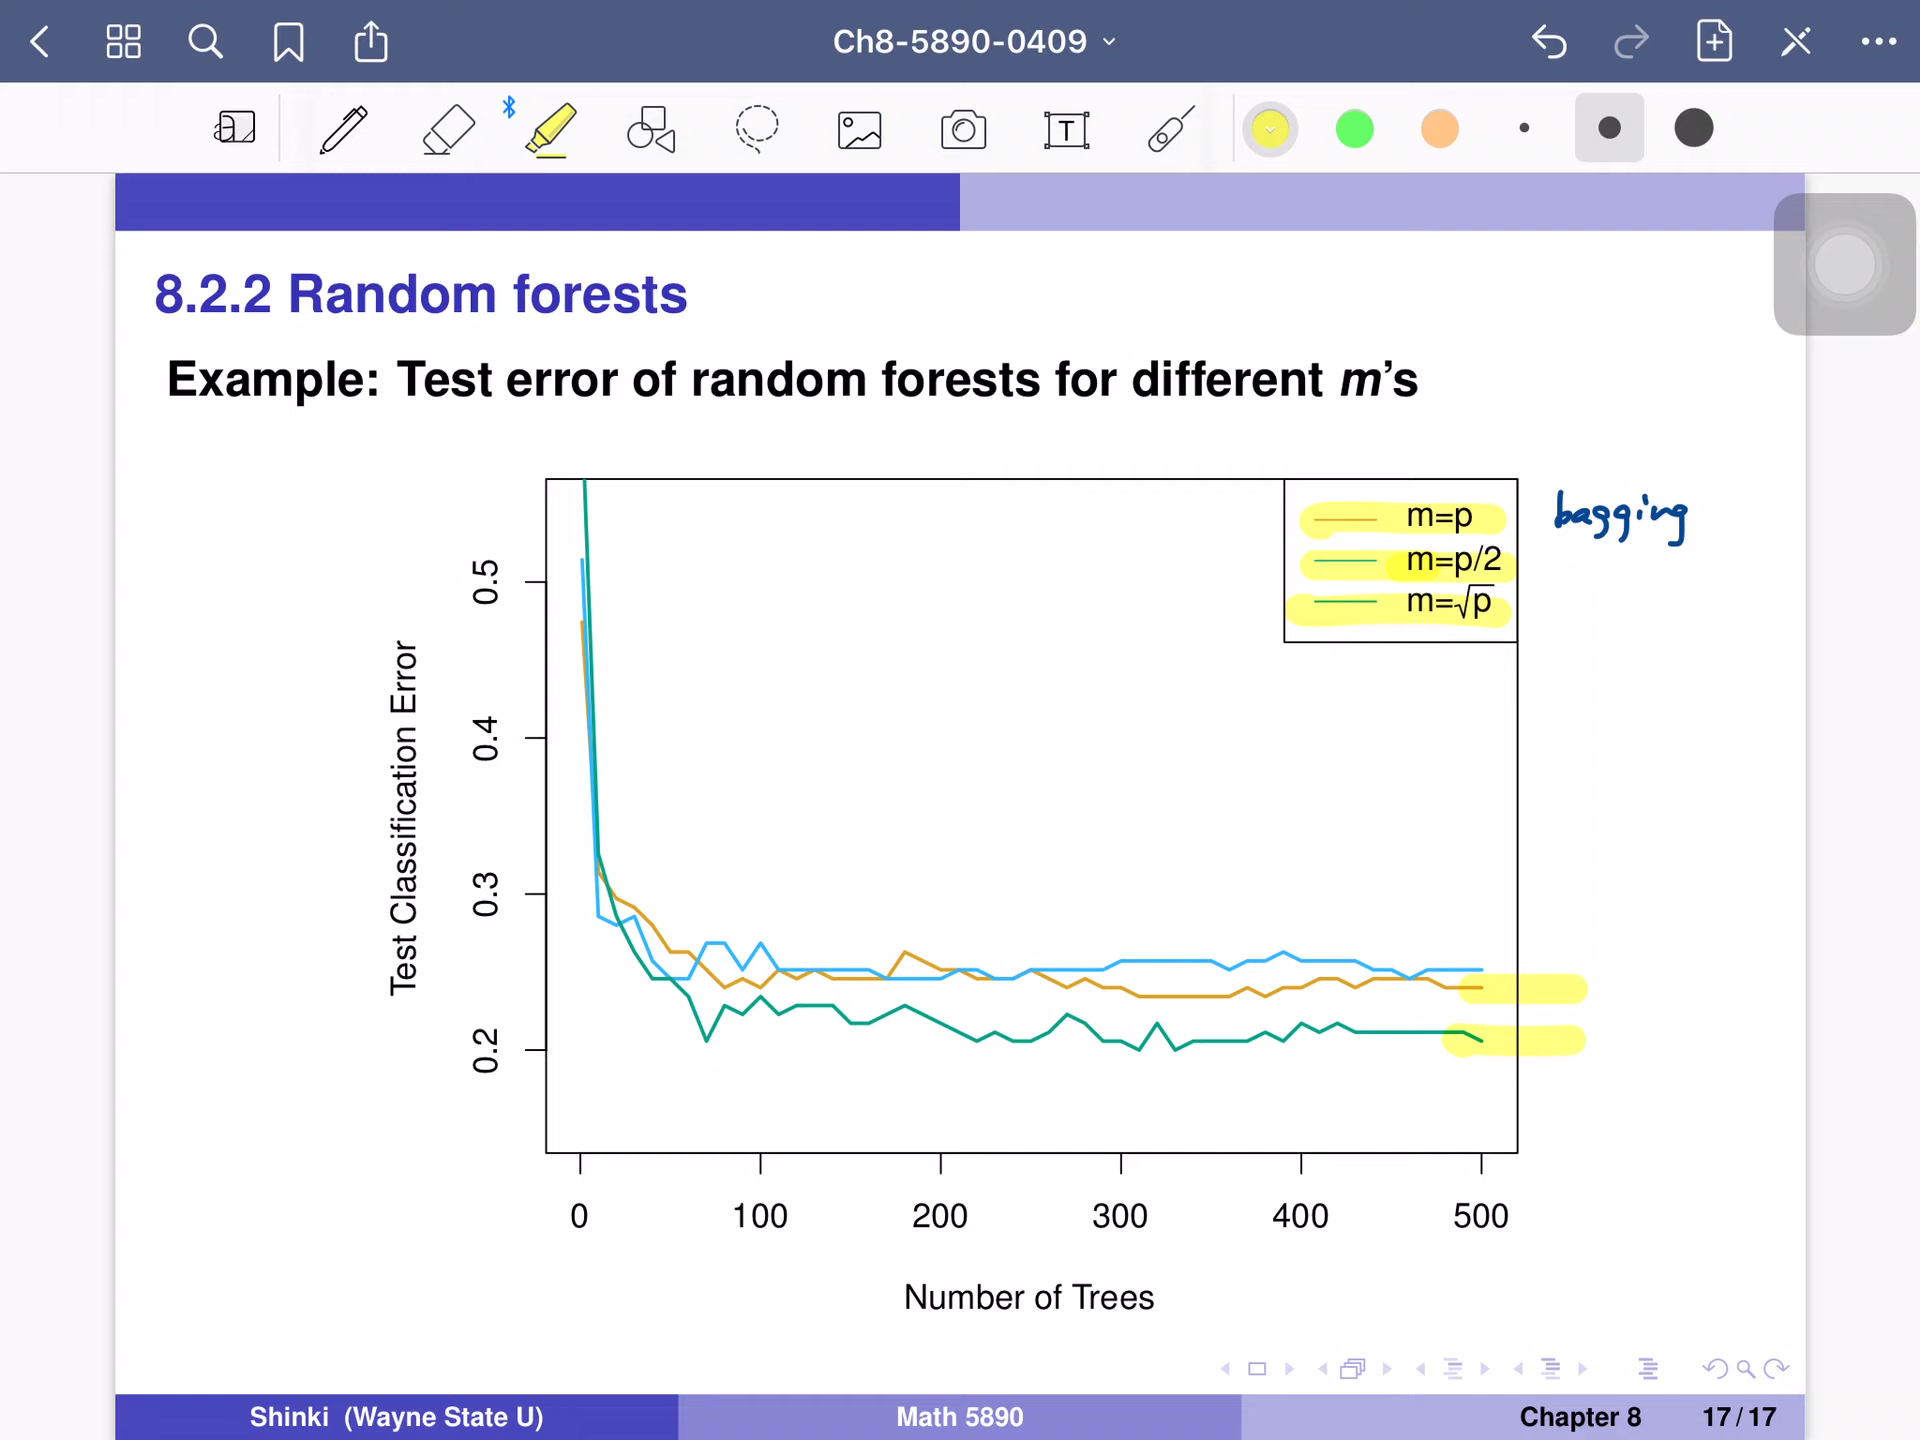 Ch8-5890-0409
a
T
8.2.2 Random forests
Example: Test error of random forests for different m's
m=p
bagging
m=p/2
m=√p
Test Classification Error
0.5
0.4
0.3
0.2
0 100 200 300 400 500
Number of Trees
Shinki (Wayne State U) Math 5890 Chapter 8 17/17